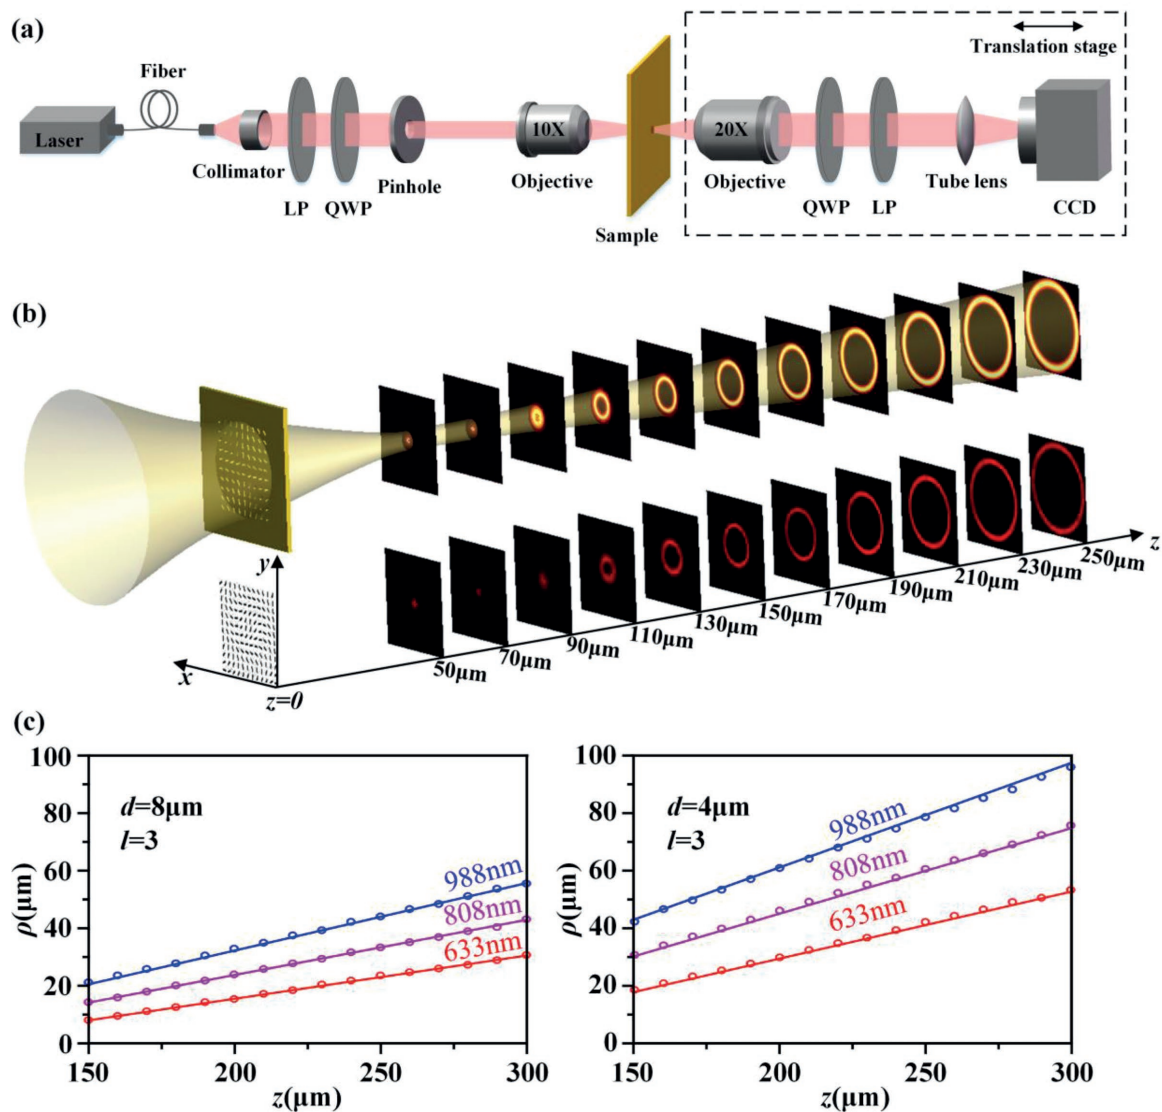 (a)
Fiber
Laser
Collimator
LP
QWP
Pinhole
10X
Objective
Sample
20X
Objective
QWP
LP
Tube lens
Translation stage
CCD
(b)
y
x
z=0
50μm
70μm
90μm
110μm
130μm
150μm
170μm
190μm
210μm
230μm
250μm
z
(c)
100
80
60
40
20
0
ρ(μm)
d=8μm
l=3
988nm
808nm
633nm
150
200
250
300
z(μm)
100
80
60
40
20
0
ρ(μm)
d=4μm
l=3
988nm
808nm
633nm
150
200
250
300
z(μm)